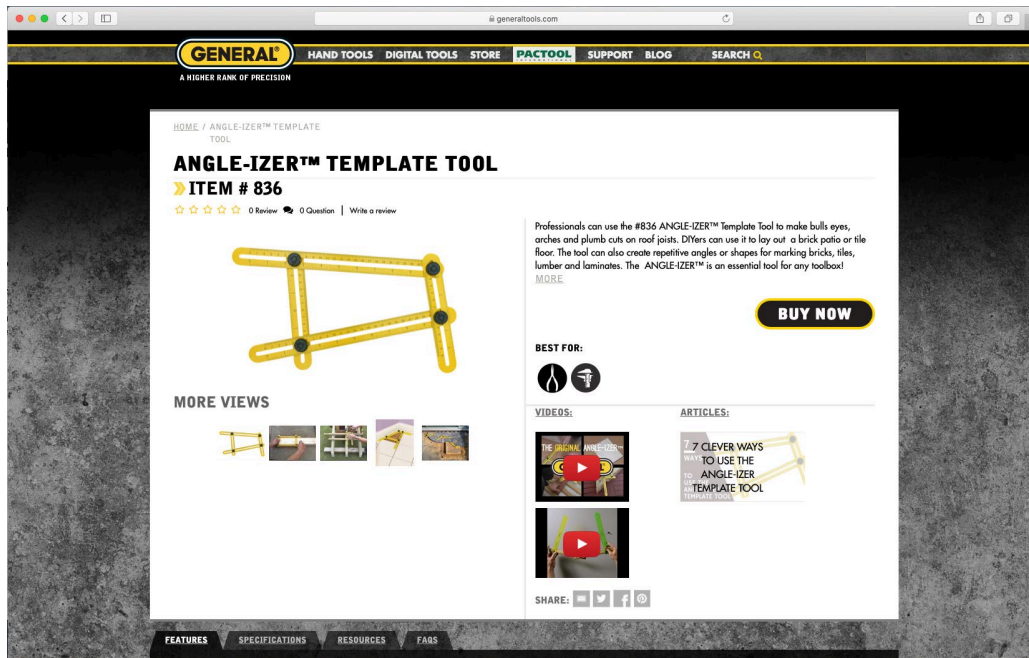 generaltools.com
GENERAL®
HAND TOOLS DIGITAL TOOLS STORE PACTOOL SUPPORT BLOG SEARCH
INTERNATIONAL
A HIGHER RANK OF PRECISION
HOME / ANGLE-IZER™ TEMPLATE
TOOL
ANGLE-IZER™ TEMPLATE TOOL
ITEM # 836
0 Review 0 Question | Write a review
Professionals can use the #836 ANGLE-IZER™ Template Tool to make bulls eyes,
arches and plumb cuts on roof joists. DIYers can use it to lay out a brick patio or tile
floor. The tool can also create repetitive angles or shapes for marking bricks, tiles,
lumber and laminates. The ANGLE-IZER™ is an essential tool for any toolbox!
MORE
BUY NOW
BEST FOR:
MORE VIEWS
VIDEOS:
ARTICLES:
THE ORIGINAL ANGLE-IZER™
7 CLEVER WAYS
TO USE THE
ANGLE-IZER
TEMPLATE TOOL
SHARE:
FEATURES SPECIFICATIONS RESOURCES FAQS